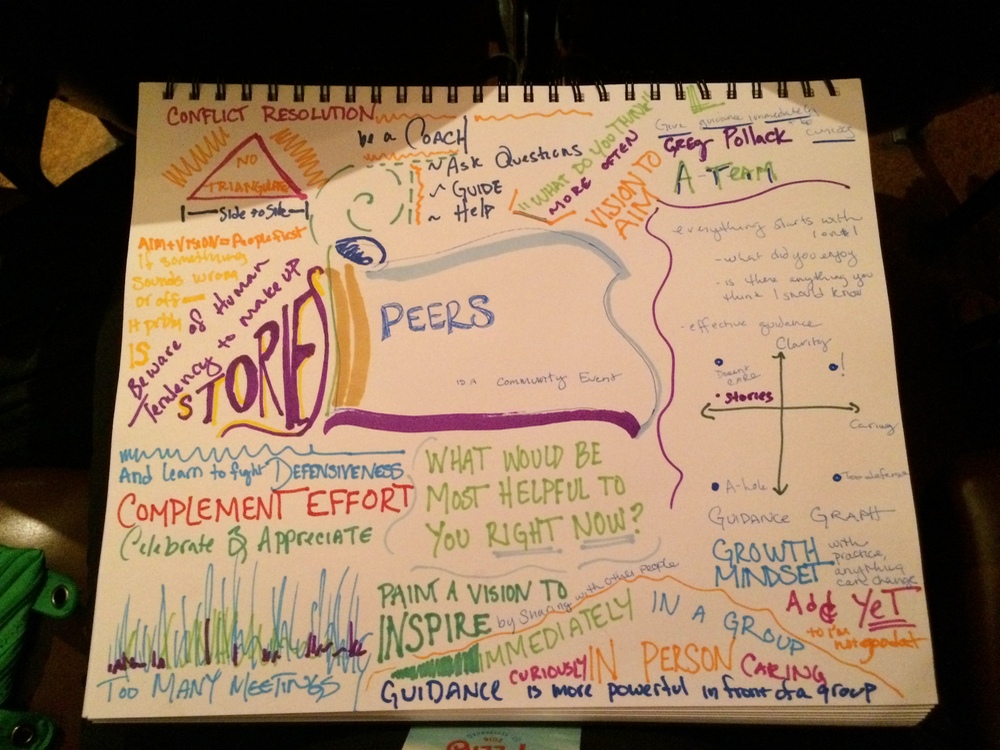 CONFLICT RESOLUTION
NO
TRIANGULATE
Side to Side
be a COACH
~ Ask Questions
~ GUIDE
~ Help
"WHAT DO YOU THINK"
MORE OFTEN
VISION TO
AIM
Give guidance immediately
curious
Greg Pollack
A TEAM
everything starts with
1 on 1
- what did you enjoy
- is there anything you
think I should know
- effective guidance
Clarity
Doesn't
CARE
!
• Stories
Caring
• A-hole
• Too defense
GUIDANCE GRAPH
AIM + VISION = People first
If something
Sounds wrong
or off —
It prbly
IS
Beware of Human
Tendency to make up
STORIES
PEERS
IS A Community Event
And learn to fight DEFENSIVENESS
COMPLEMENT EFFORT
Celebrate & APPRECIATE
WHAT WOULD BE
MOST HELPFUL TO
YOU RIGHT NOW?
GROWTH
MINDSET
with
practice,
anything
can change
Add YeT
to I'm
not good at
PAINT A VISION TO
INSPIRE by Sharing with other people
IMMEDIATELY IN A GROUP
CURIOUSLY IN PERSON CARING
GUIDANCE is more powerful in front of a group
TOO MANY MEETINGS